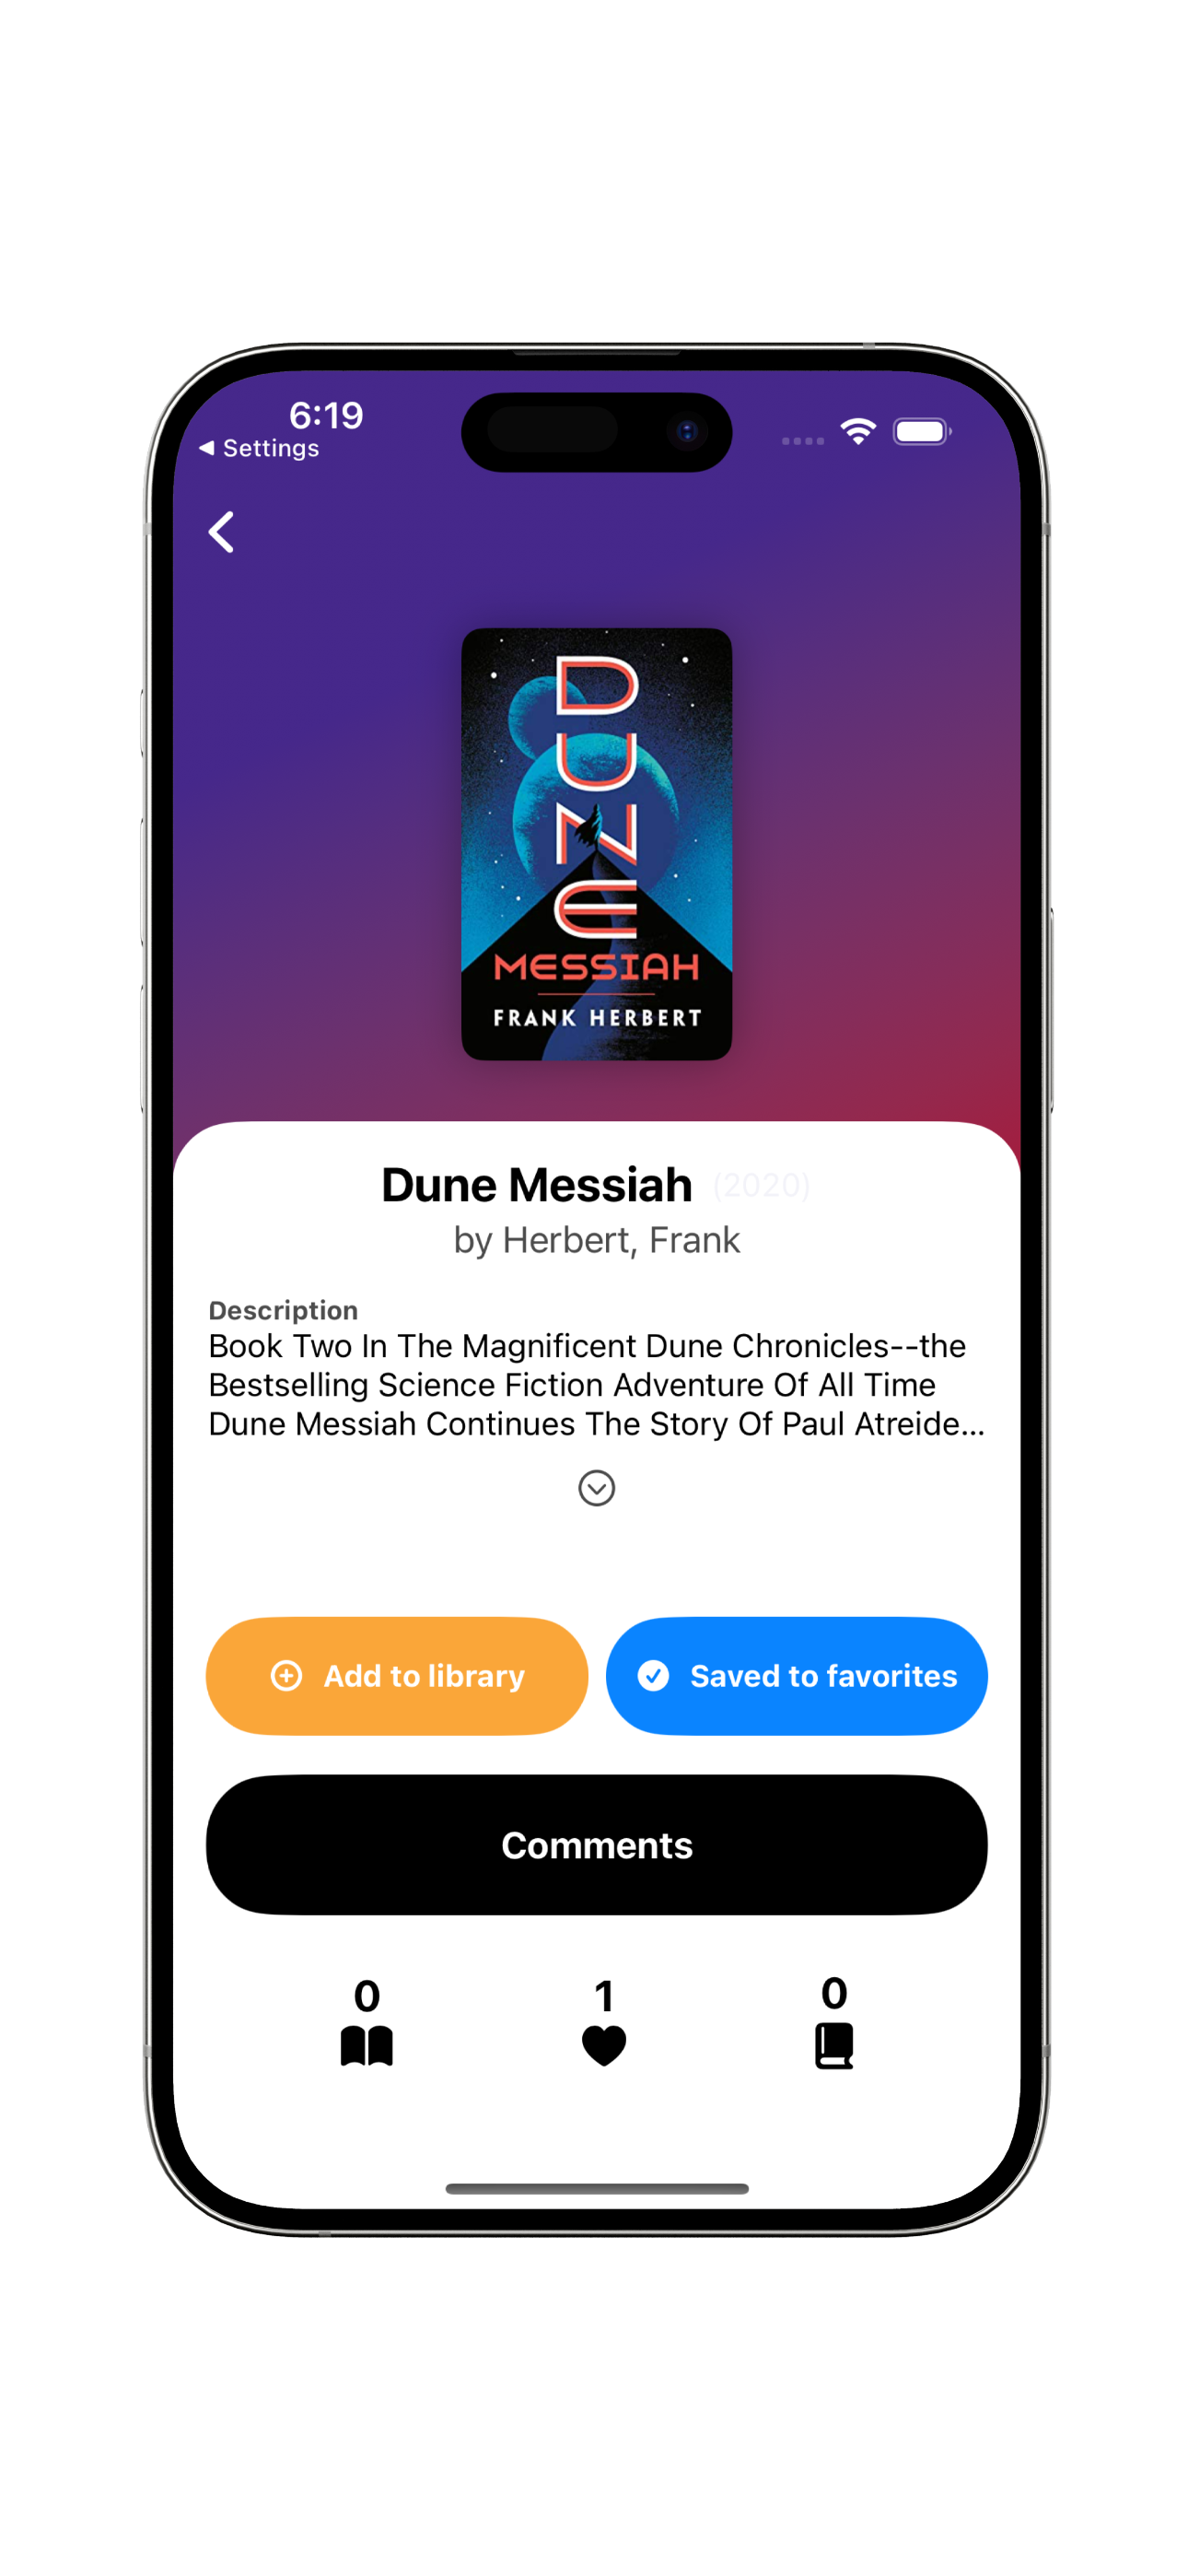 6:19
Settings
DUNE
MESSIAH
FRANK HERBERT
Dune Messiah (2020)
by Herbert, Frank
Description
Book Two In The Magnificent Dune Chronicles--the
Bestselling Science Fiction Adventure Of All Time
Dune Messiah Continues The Story Of Paul Atreide...
Add to library
Saved to favorites
Comments
0
1
0